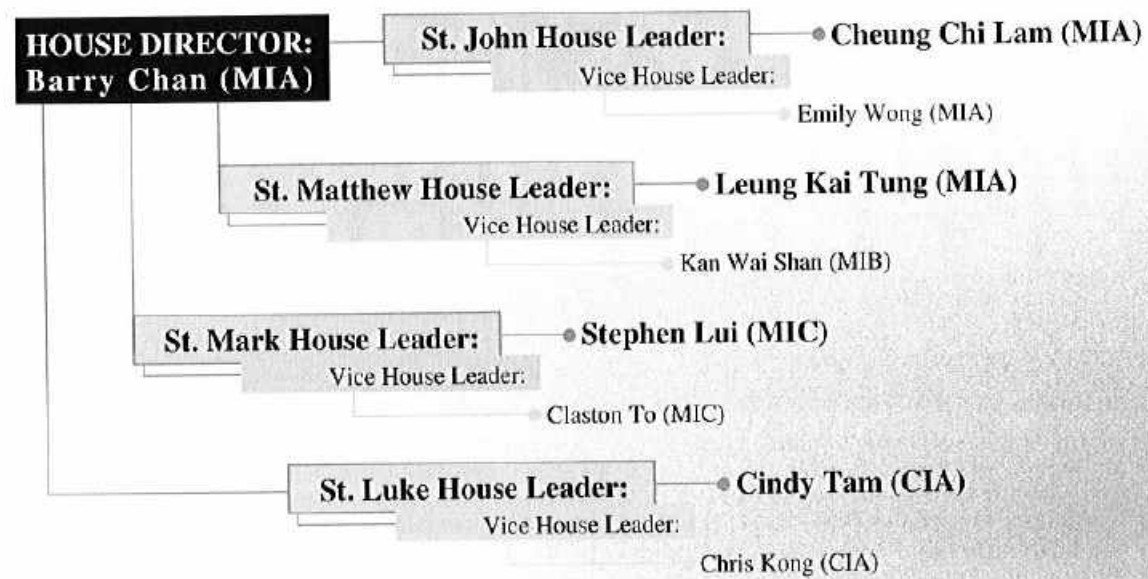 HOUSE DIRECTOR:
Barry Chan (MIA)
St. John House Leader:
Cheung Chi Lam (MIA)
Vice House Leader:
Emily Wong (MIA)
St. Matthew House Leader:
Leung Kai Tung (MIA)
Vice House Leader:
Kan Wai Shan (MIB)
St. Mark House Leader:
Stephen Lui (MIC)
Vice House Leader:
Claston To (MIC)
St. Luke House Leader:
Cindy Tam (CIA)
Vice House Leader:
Chris Kong (CIA)